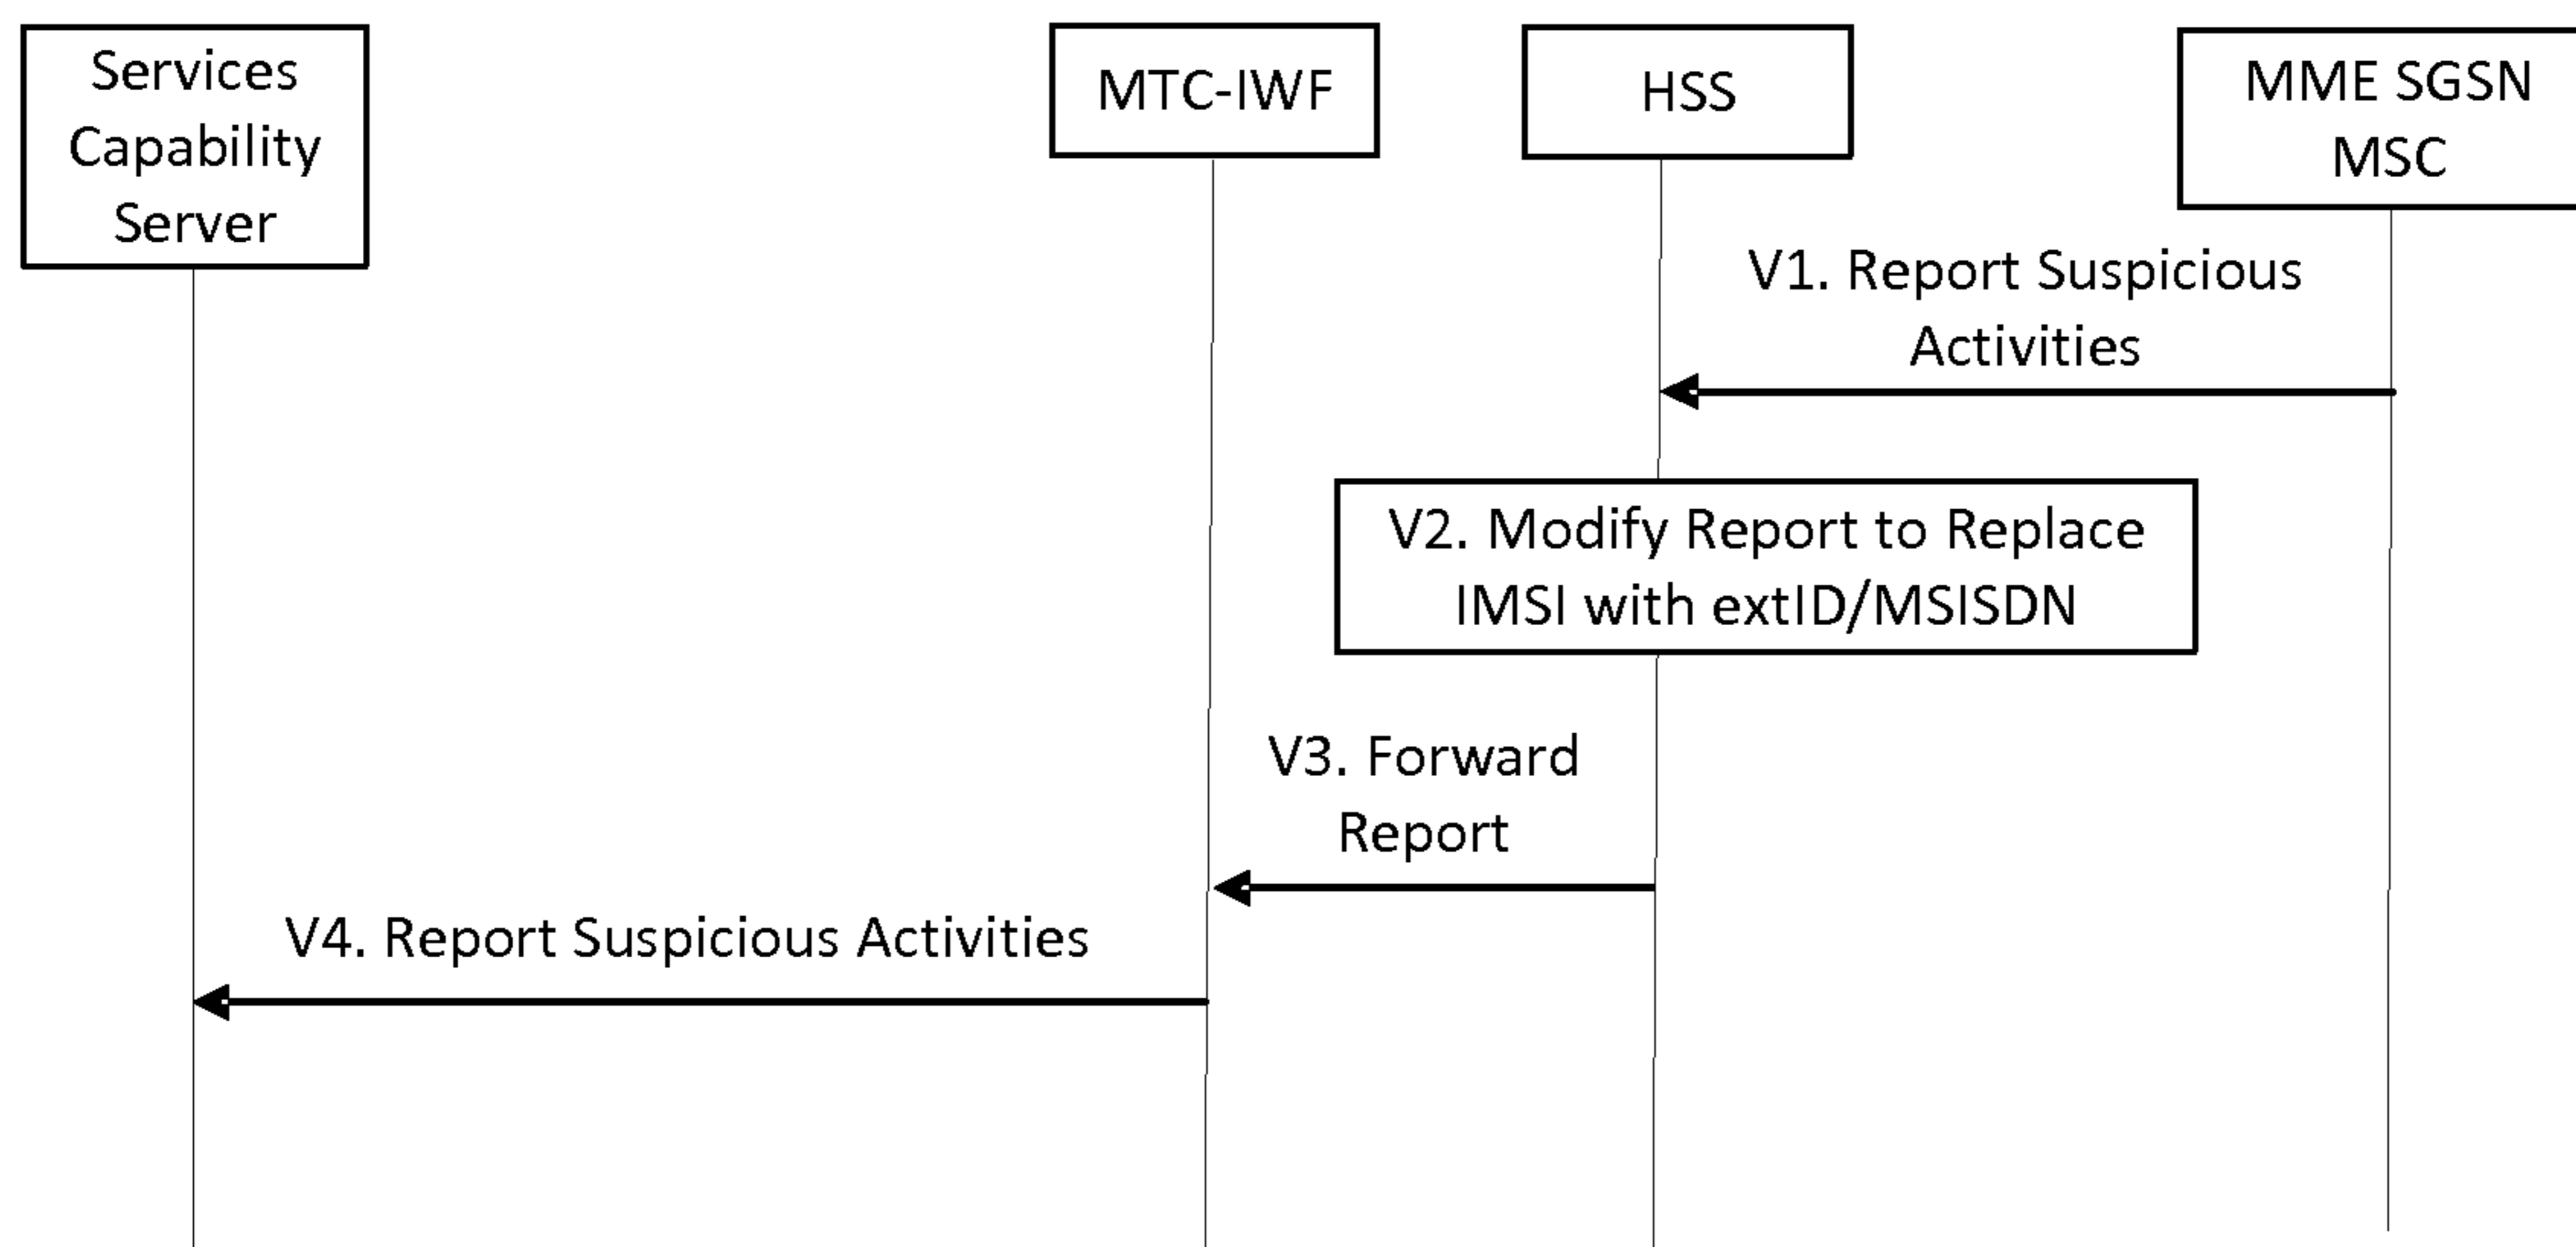 Services
Capability
Server
MTC-IWF
HSS
MME SGSN
MSC
V1. Report Suspicious
Activities
V2. Modify Report to Replace
IMSI with extID/MSISDN
V3. Forward
Report
V4. Report Suspicious Activities